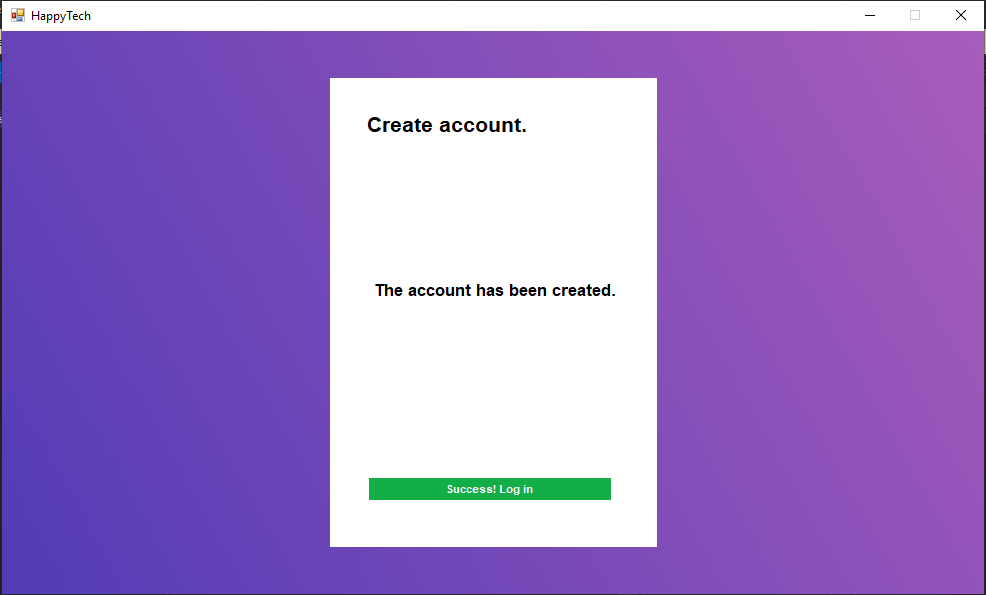 HappyTech
Create account.
The account has been created.
Success! Log in